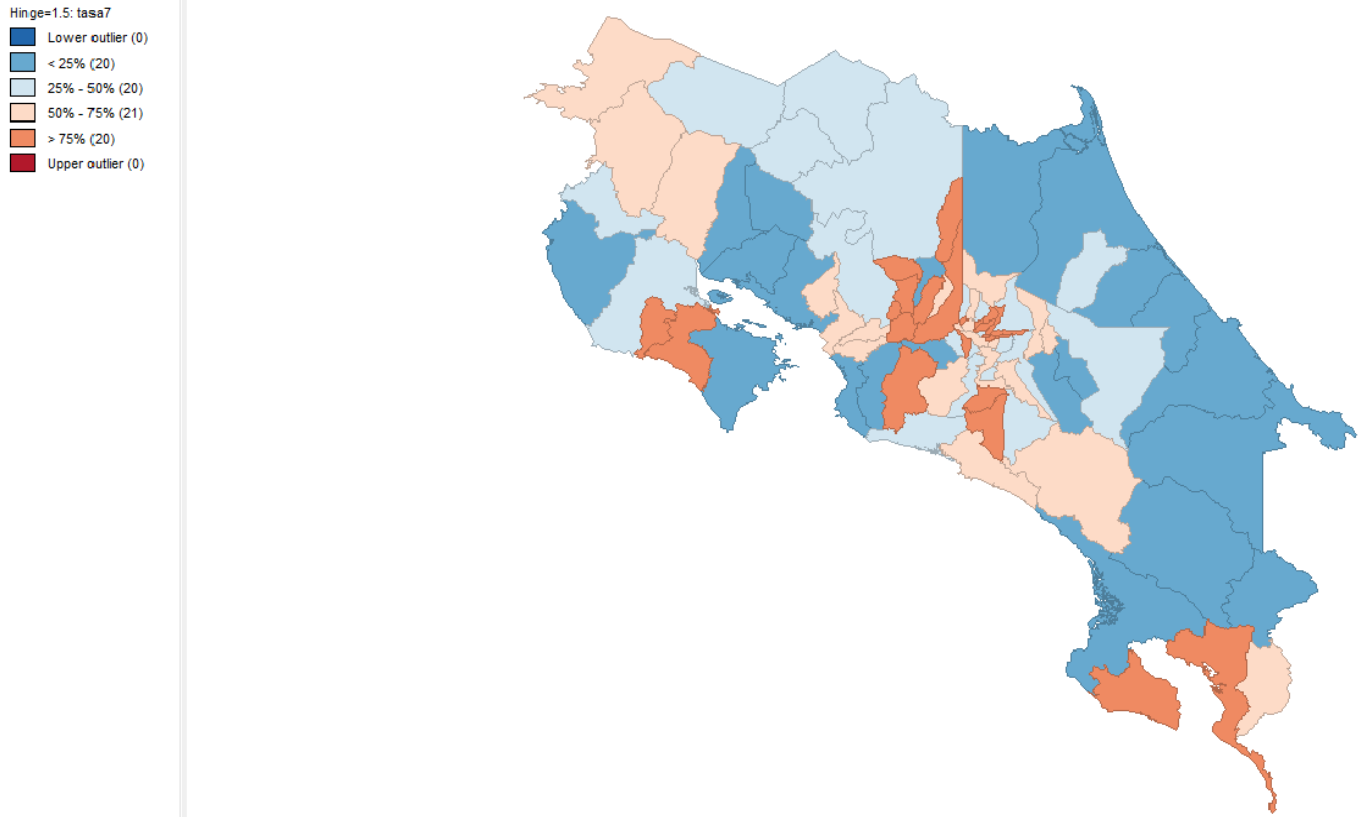 Hinge=1.5: tasa7
Lower outlier (0)
< 25% (20)
25% - 50% (20)
50% - 75% (21)
> 75% (20)
Upper outlier (0)